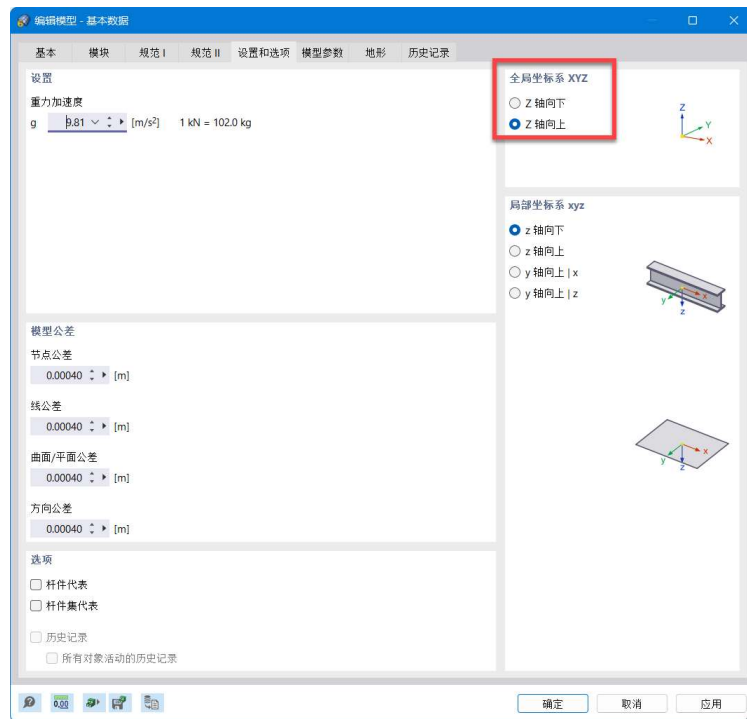 编辑模型 - 基本数据
基本 模块 规范 I 规范 II 设置和选项 模型参数 地形 历史记录
设置
重力加速度
g 9.81 [m/s²] 1 kN = 102.0 kg
全局坐标系 XYZ
Z 轴向下
Z 轴向上
Z
Y
X
局部坐标系 xyz
z 轴向下
z 轴向上
y 轴向上 | x
y 轴向上 | z
y x
z
模型公差
节点公差
0.00040 [m]
线公差
0.00040 [m]
曲面/平面公差
0.00040 [m]
方向公差
0.00040 [m]
y x
z
选项
杆件代表
杆件集代表
历史记录
所有对象活动的历史记录
0,00
确定 取消 应用